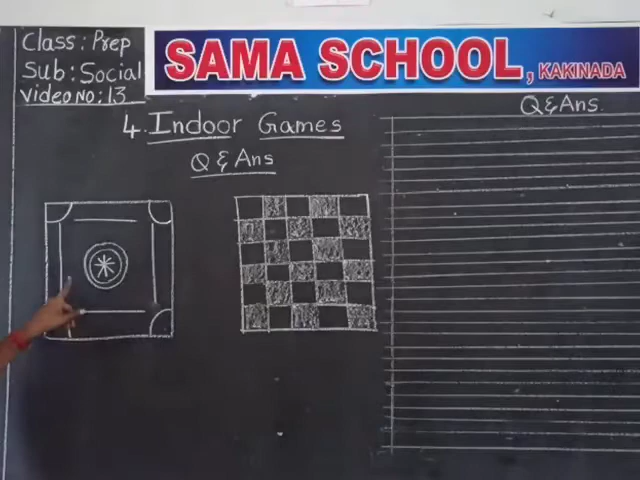 Class: Prep
Sub: Social
Video No: 13
SAMA SCHOOL, KAKINADA
Q & Ans.
4. Indoor Games
Q & Ans